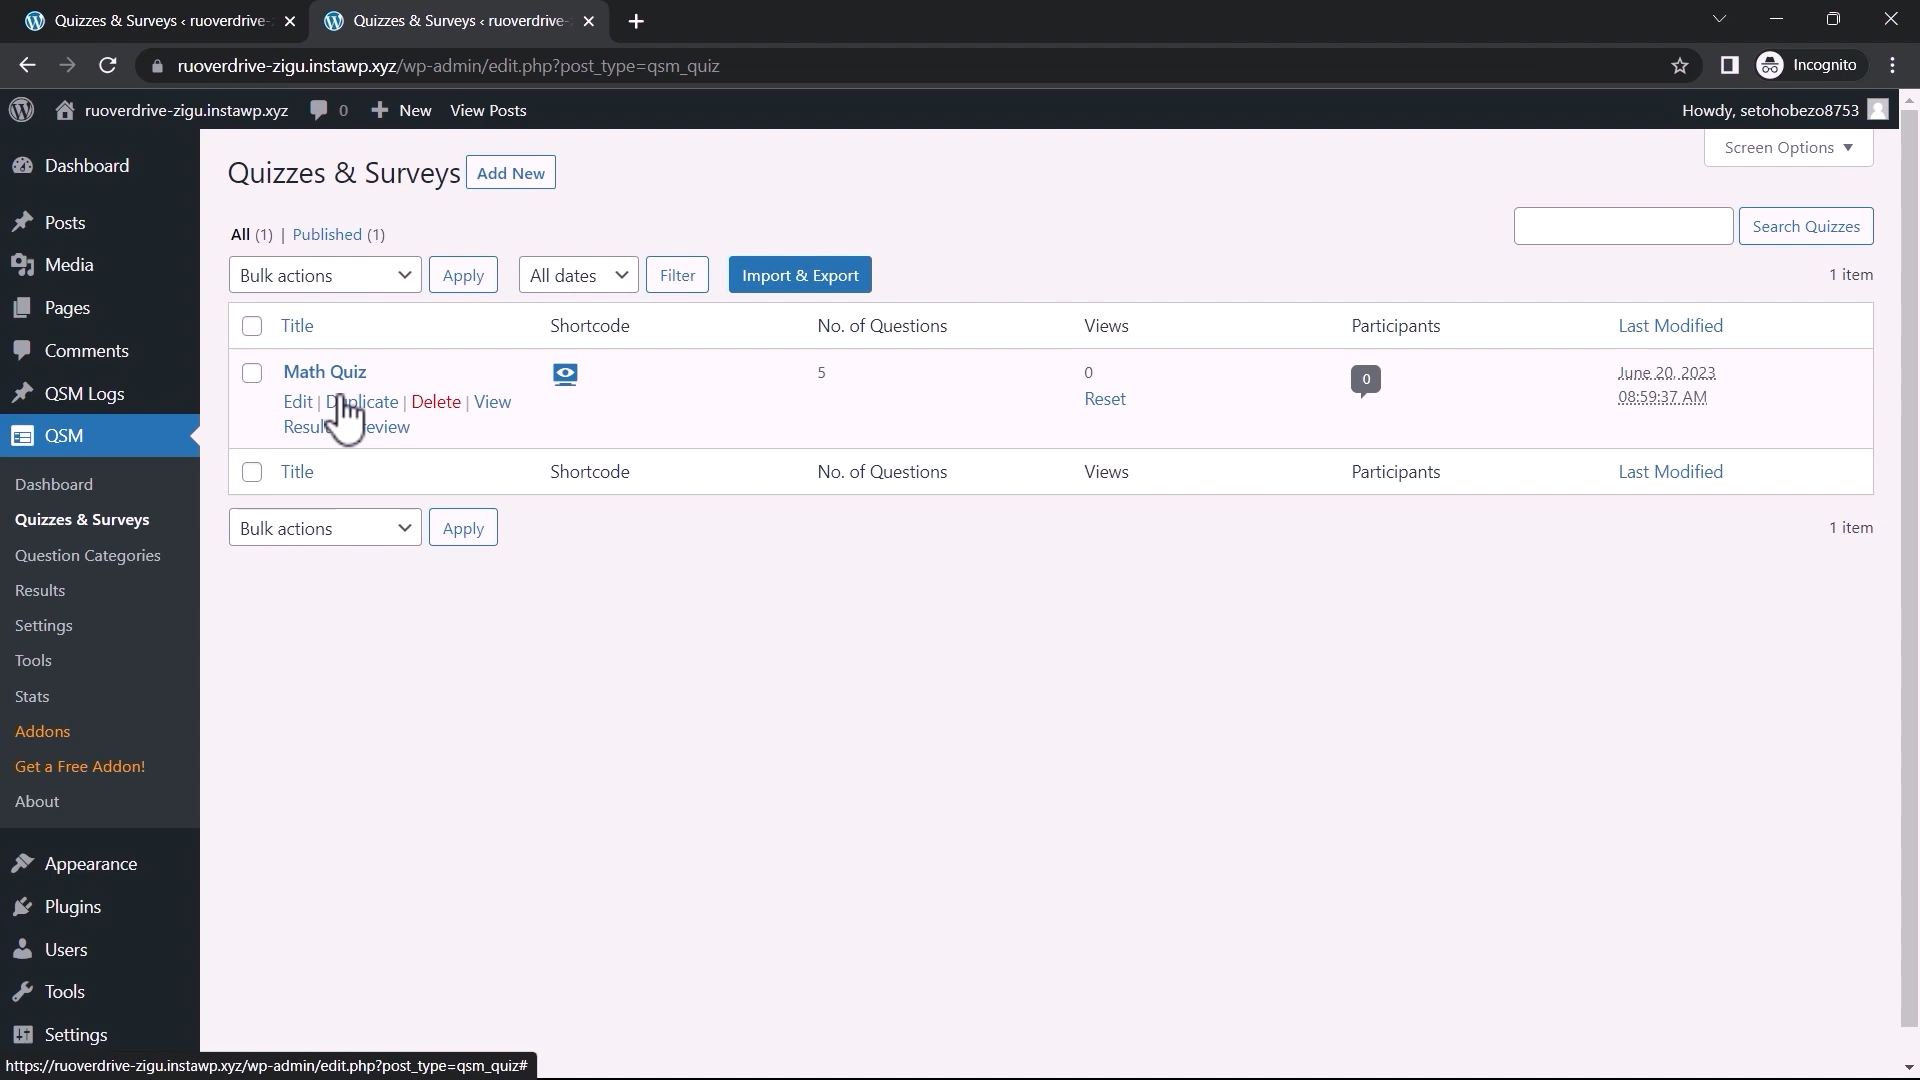 Quizzes & Surveys ‹ ruoverdrive-
Quizzes & Surveys ‹ ruoverdrive-
ruoverdrive-zigu.instawp.xyz/wp-admin/edit.php?post_type=qsm_quiz
Incognito
ruoverdrive-zigu.instawp.xyz 0 New View Posts
Howdy, setohobezo8753
Dashboard
Posts
Media
Pages
Comments
QSM Logs
QSM
Dashboard
Quizzes & Surveys
Question Categories
Results
Settings
Tools
Stats
Addons
Get a Free Addon!
About
Appearance
Plugins
Users
Tools
Settings
Screen Options
Quizzes & Surveys Add New
All (1) | Published (1)
Search Quizzes
Bulk actions Apply All dates Filter Import & Export 1 item
Title Shortcode No. of Questions Views Participants Last Modified
Math Quiz 5 0 0 June 20, 2023
Reset 08:59:37 AM
Edit | Duplicate | Delete | View
Title Shortcode No. of Questions Views Participants Last Modified
Bulk actions Apply 1 item
https://ruoverdrive-zigu.instawp.xyz/wp-admin/edit.php?post_type=qsm_quiz#